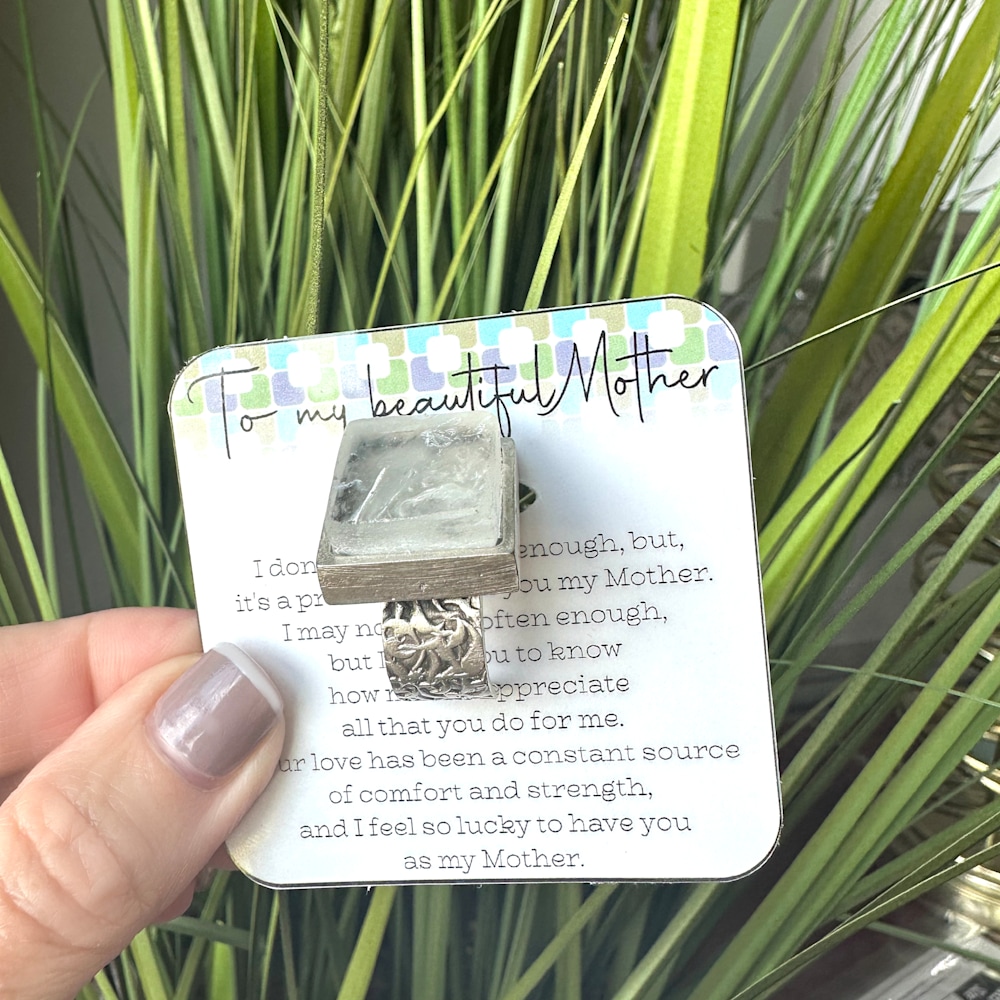 To my beautiful Mother
I don enough, but,
it's a pr you my Mother.
I may no often enough,
but I u to know
how appreciate
all that you do for me.
ur love has been a constant source
of comfort and strength,
and I feel so lucky to have you
as my Mother.